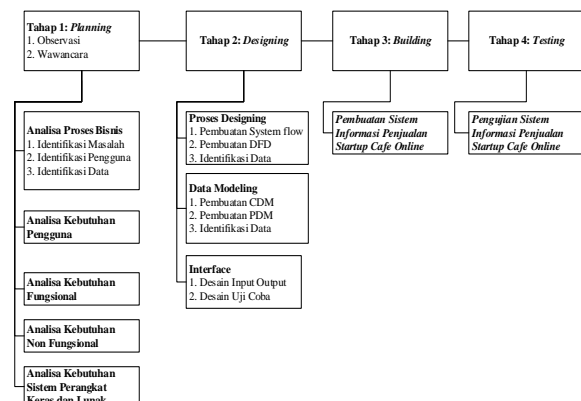 Tahap 1: Planning
1. Observasi
2. Wawancara
Analisa Proses Bisnis
1. Identifikasi Masalah
2. Identifikasi Pengguna
3. Identifikasi Data
Analisa Kebutuhan
Pengguna
Analisa Kebutuhan
Fungsional
Analisa Kebutuhan
Non Fungsional
Analisa Kebutuhan
Sistem Perangkat
Keras dan Lunak
Tahap 2: Designing
Proses Designing
1. Pembuatan System flow
2. Pembuatan DFD
3. Identifikasi Data
Data Modeling
1. Pembuatan CDM
2. Pembuatan PDM
3. Identifikasi Data
Interface
1. Desain Input Output
2. Desain Uji Coba
Tahap 3: Building
Pembuatan Sistem
Informasi Penjualan
Startup Cafe Online
Tahap 4: Testing
Pengujian Sistem
Informasi Penjualan
Startup Cafe Online